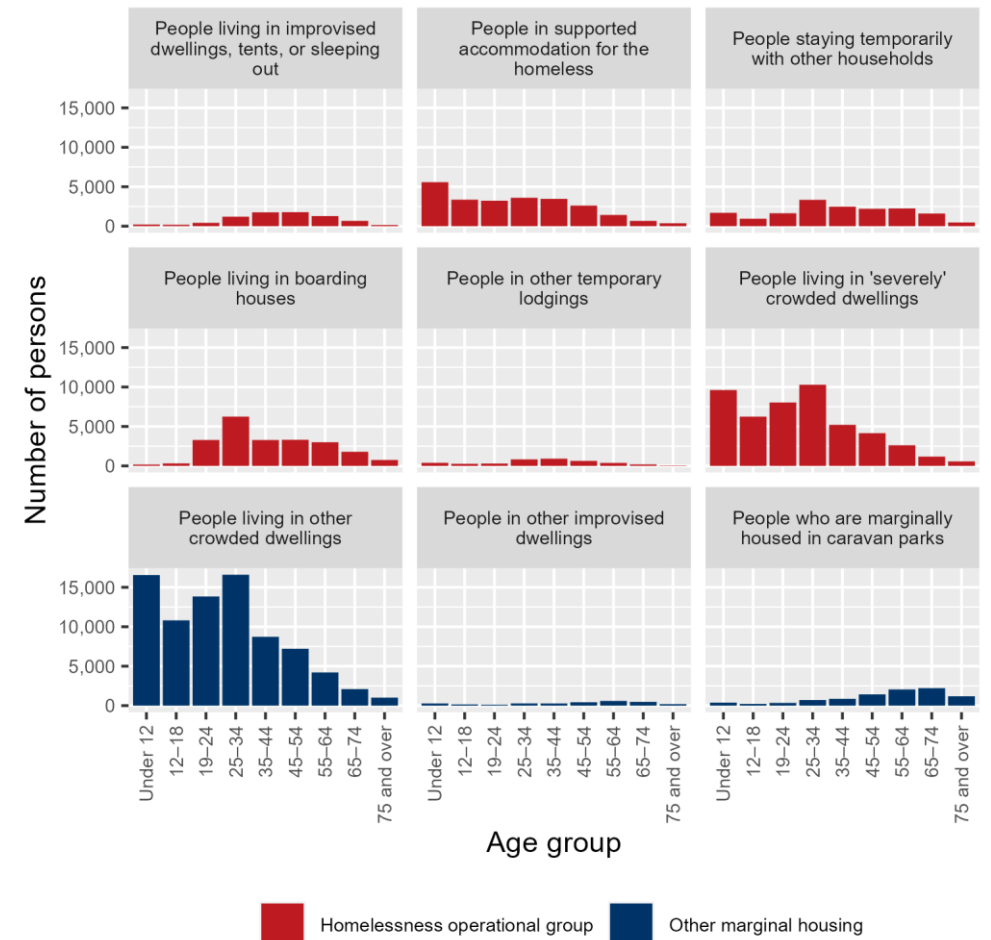 People living in improvised
dwellings, tents, or sleeping
out
People in supported
accommodation for the
homeless
People staying temporarily
with other households
15,000
10,000
5,000
0
People living in boarding
houses
People in other temporary
lodgings
People living in 'severely'
crowded dwellings
15,000
10,000
5,000
0
Number of persons
People living in other
crowded dwellings
People in other improvised
dwellings
People who are marginally
housed in caravan parks
15,000
10,000
5,000
0
Under 12
12–18
19–24
25–34
35–44
45–54
55–64
65–74
75 and over
Under 12
12–18
19–24
25–34
35–44
45–54
55–64
65–74
75 and over
Under 12
12–18
19–24
25–34
35–44
45–54
55–64
65–74
75 and over
Age group
Homelessness operational group
Other marginal housing